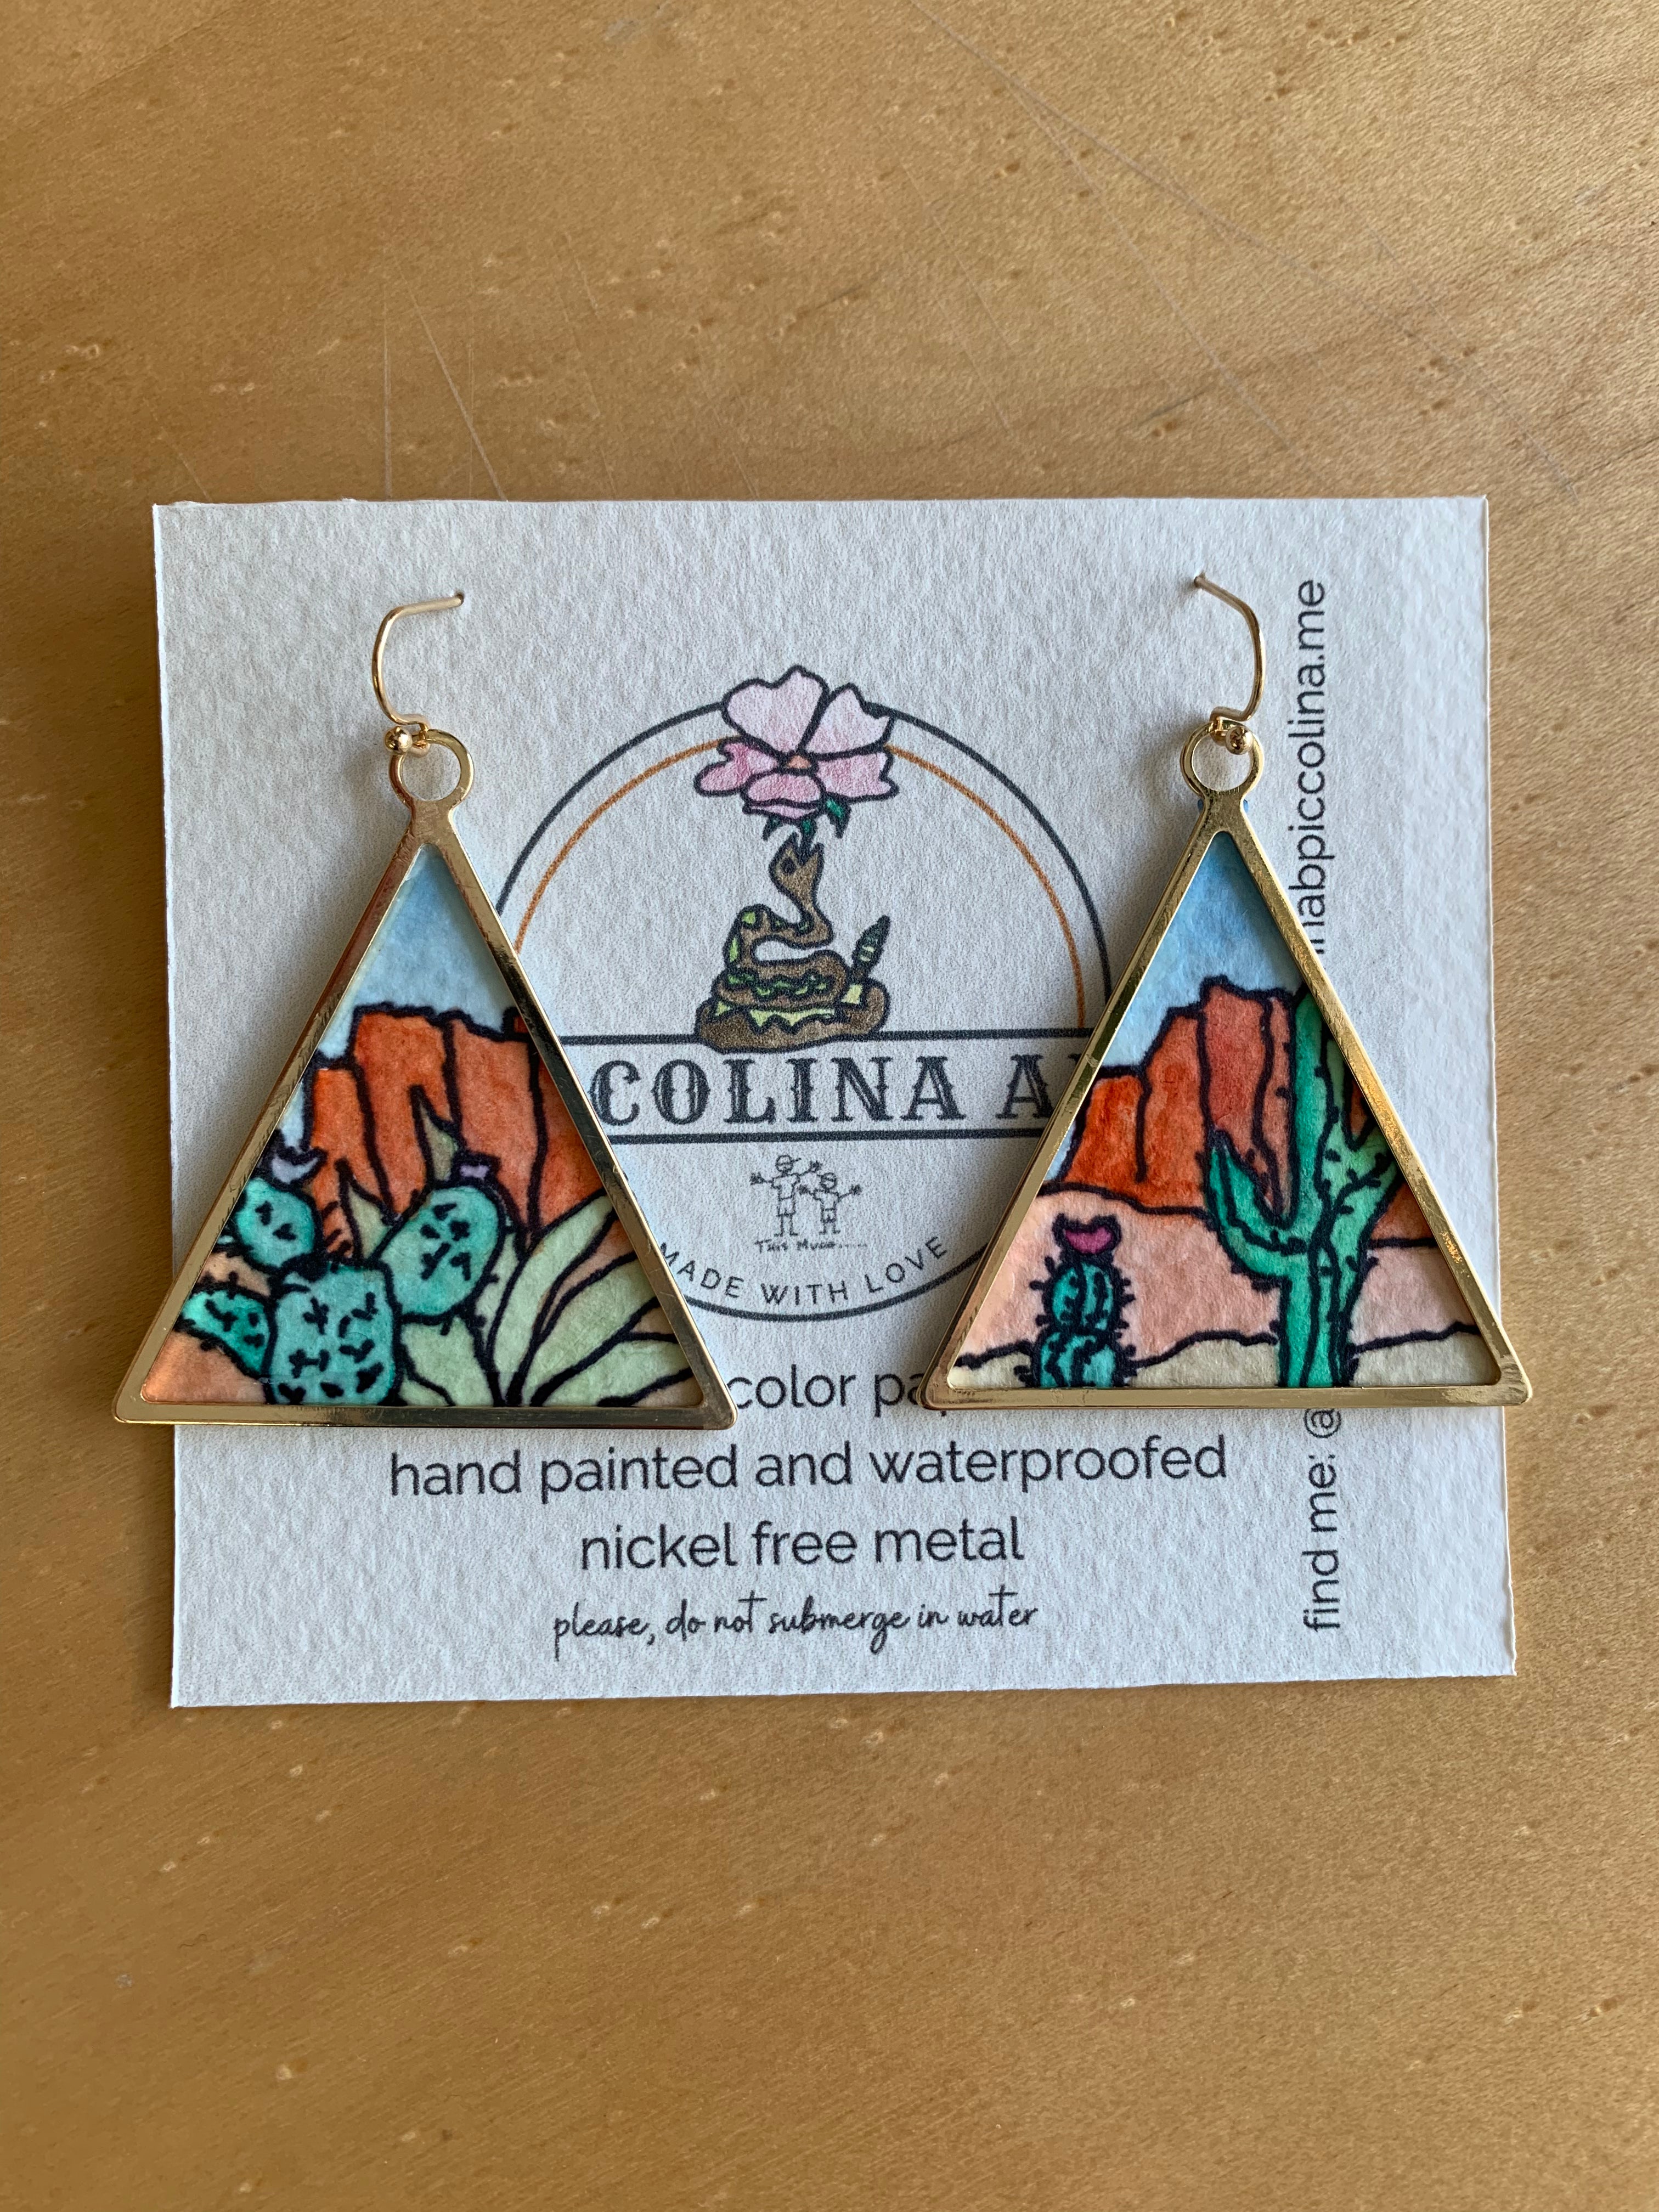 COLINA A
THIS MUCH......
MADE WITH LOVE
color pa
hand painted and waterproofed
nickel free metal
please, do not submerge in water
find me: @
abpiccolina.me